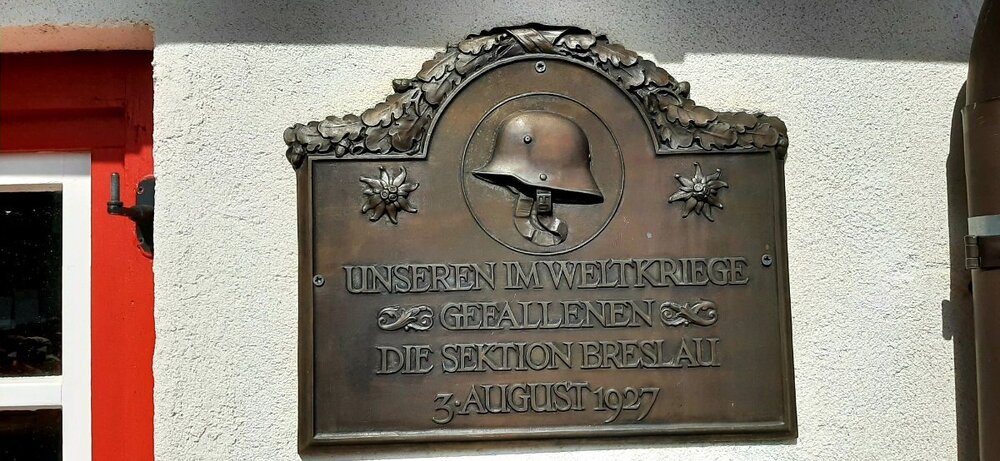 UNSEREN IM WELTKRIEGE
GEFALLENEN
DIE SEKTION BRESLAU
3·AUGUST 1927